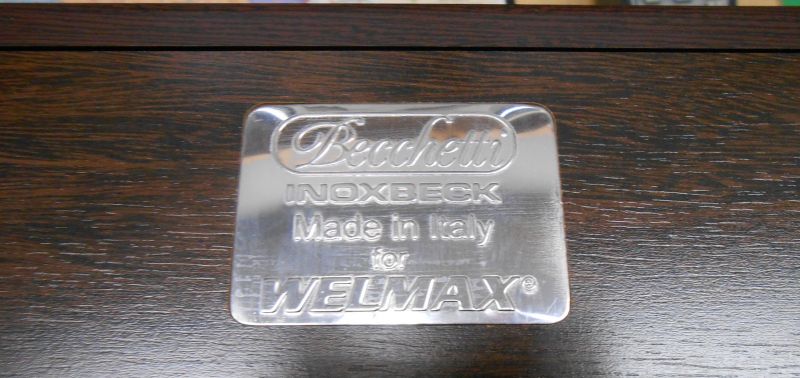 Becchetti
INOXBECK
Made in Italy
for
WELMAX®